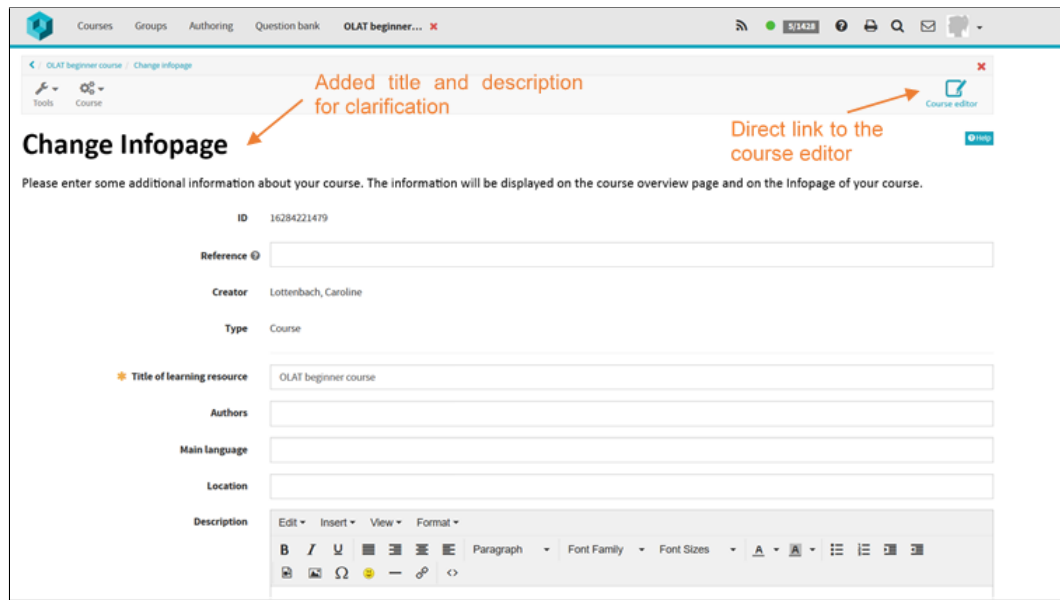 Courses Groups Authoring Question bank OLAT beginner... 5/1428
/ OLAT beginner course / Change infopage
Tools Course
Course editor
Added title and description
for clarification
Direct link to the
course editor
Change Infopage
Help
Please enter some additional information about your course. The information will be displayed on the course overview page and on the Infopage of your course.
ID 16284221479
Reference
Creator Lottenbach, Caroline
Type Course
Title of learning resource OLAT beginner course
Authors
Main language
Location
Description Edit Insert View Format
B I U Paragraph Font Family Font Sizes A A
Ω